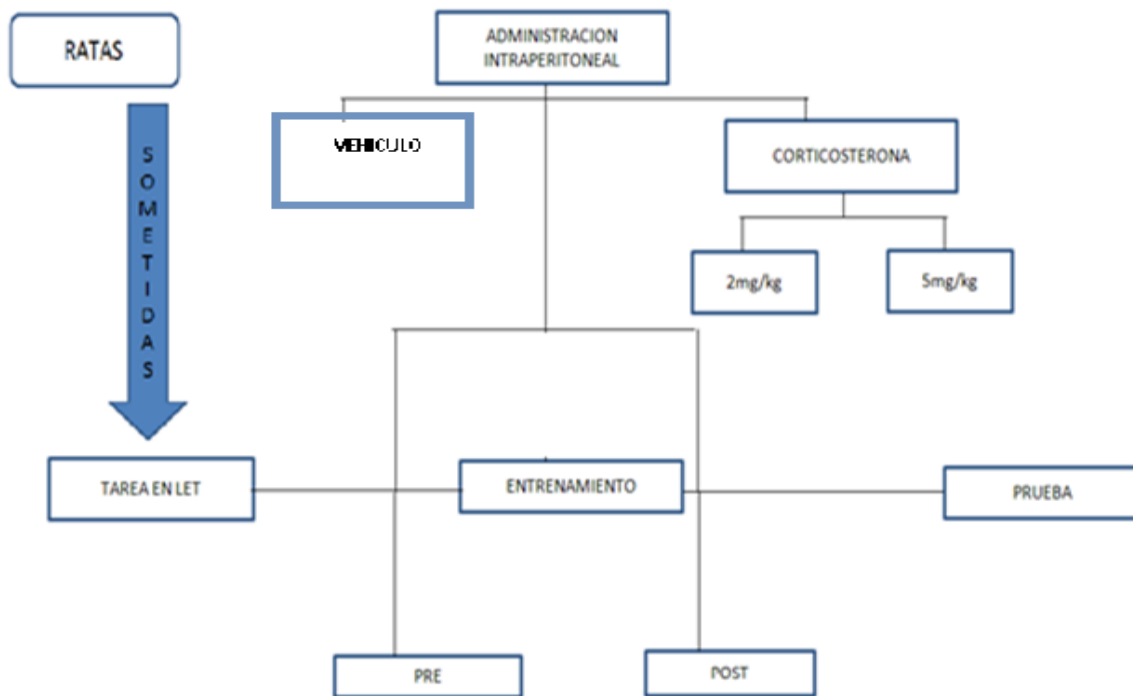 RATAS
ADMINISTRACION
INTRAPERITONEAL
VEHICULO
CORTICOSTERONA
2mg/kg
5mg/kg
SOMETIDAS
TAREA EN LET
ENTRENAMIENTO
PRUEBA
PRE
POST